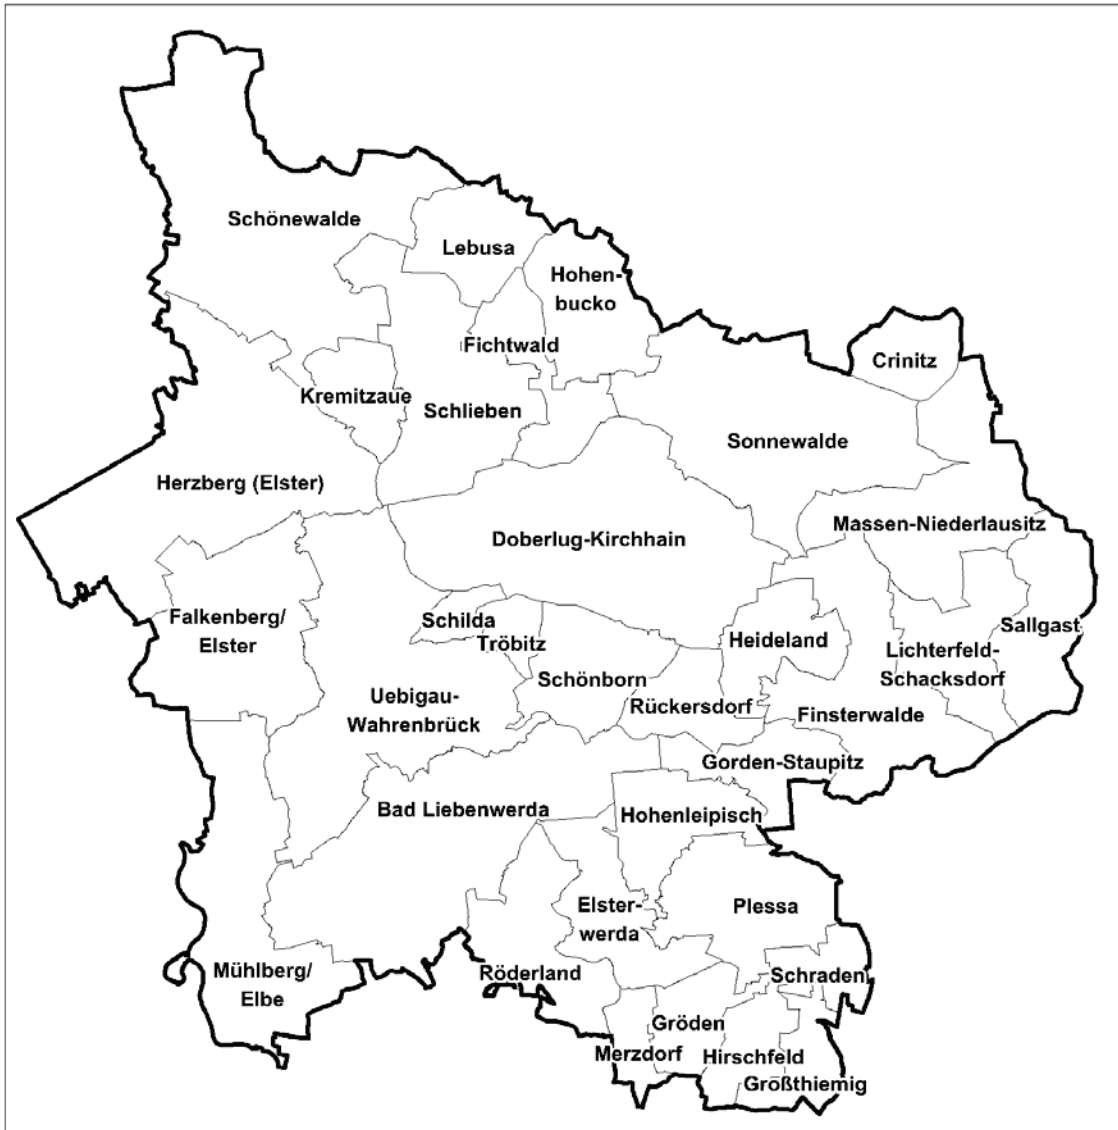 Schönewalde
Lebusa
Hohen-
bucko
Fichtwald
Crinitz
Kremitzaue
Schlieben
Sonnewalde
Herzberg (Elster)
Massen-Niederlausitz
Doberlug-Kirchhain
Falkenberg/
Elster
Schilda
Tröbitz
Heideland
Sallgast
Lichterfeld-
Schacksdorf
Schönborn
Uebigau-
Wahrenbrück
Rückersdorf
Finsterwalde
Gorden-Staupitz
Bad Liebenwerda
Hohenleipisch
Elster-
werda
Plessa
Mühlberg/
Elbe
Röderland
Schraden
Gröden
Merzdorf
Hirschfeld
Großthiemig